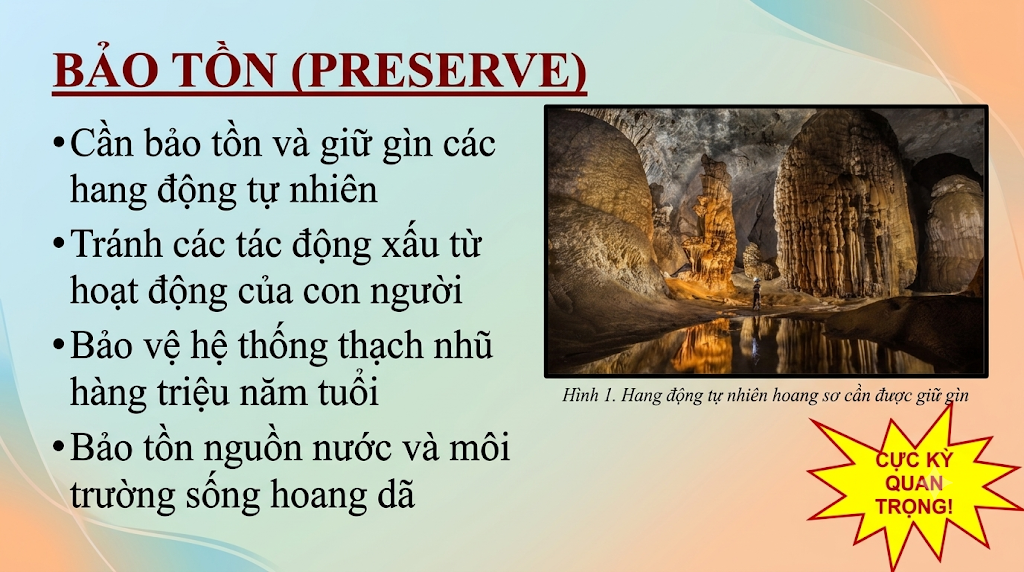 BẢO TỒN (PRESERVE)
•Cần bảo tồn và giữ gìn các
hang động tự nhiên
•Tránh các tác động xấu từ
hoạt động của con người
•Bảo vệ hệ thống thạch nhũ
hàng triệu năm tuổi
•Bảo tồn nguồn nước và môi
trường sống hoang dã
Hình 1. Hang động tự nhiên hoang sơ cần được giữ gìn
CỰC KỲ
QUAN
TRỌNG!